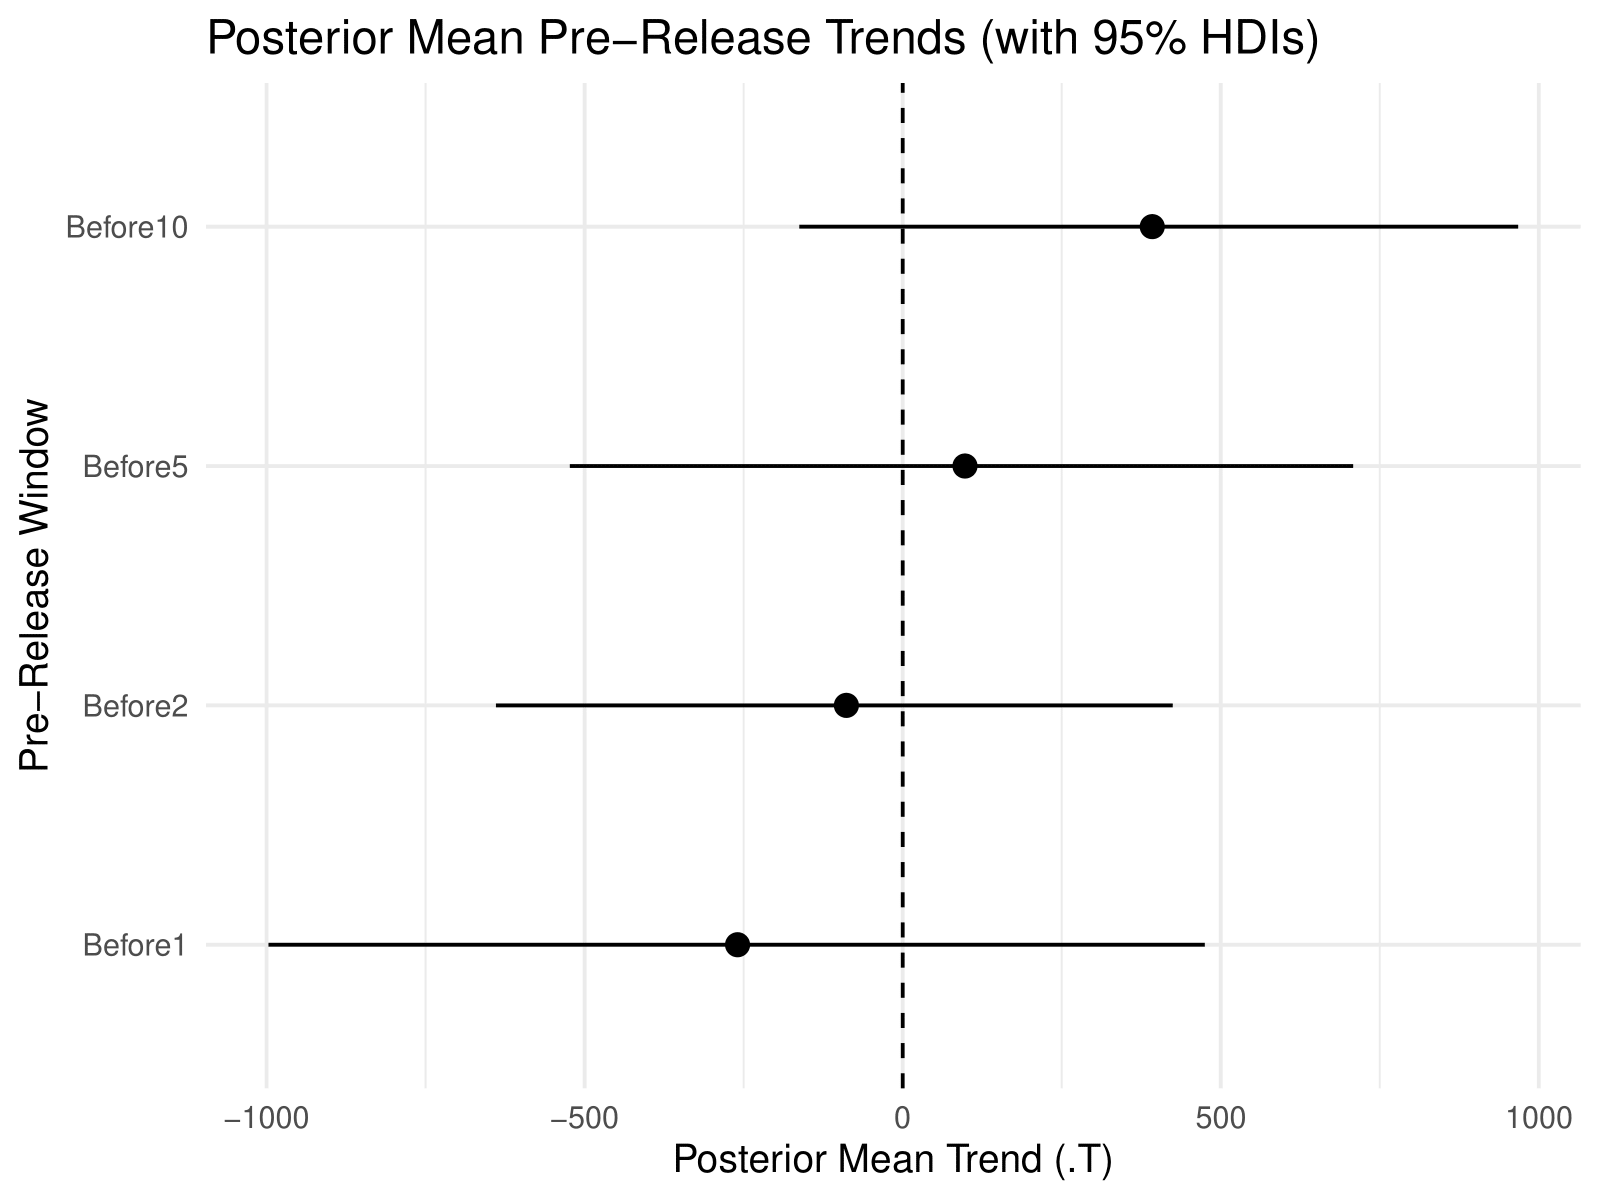 Posterior Mean Pre−Release Trends (with 95% HDIs)
Pre−Release Window
Before10
Before5
Before2
Before1
−1000 −500 0 500 1000
Posterior Mean Trend (.T)